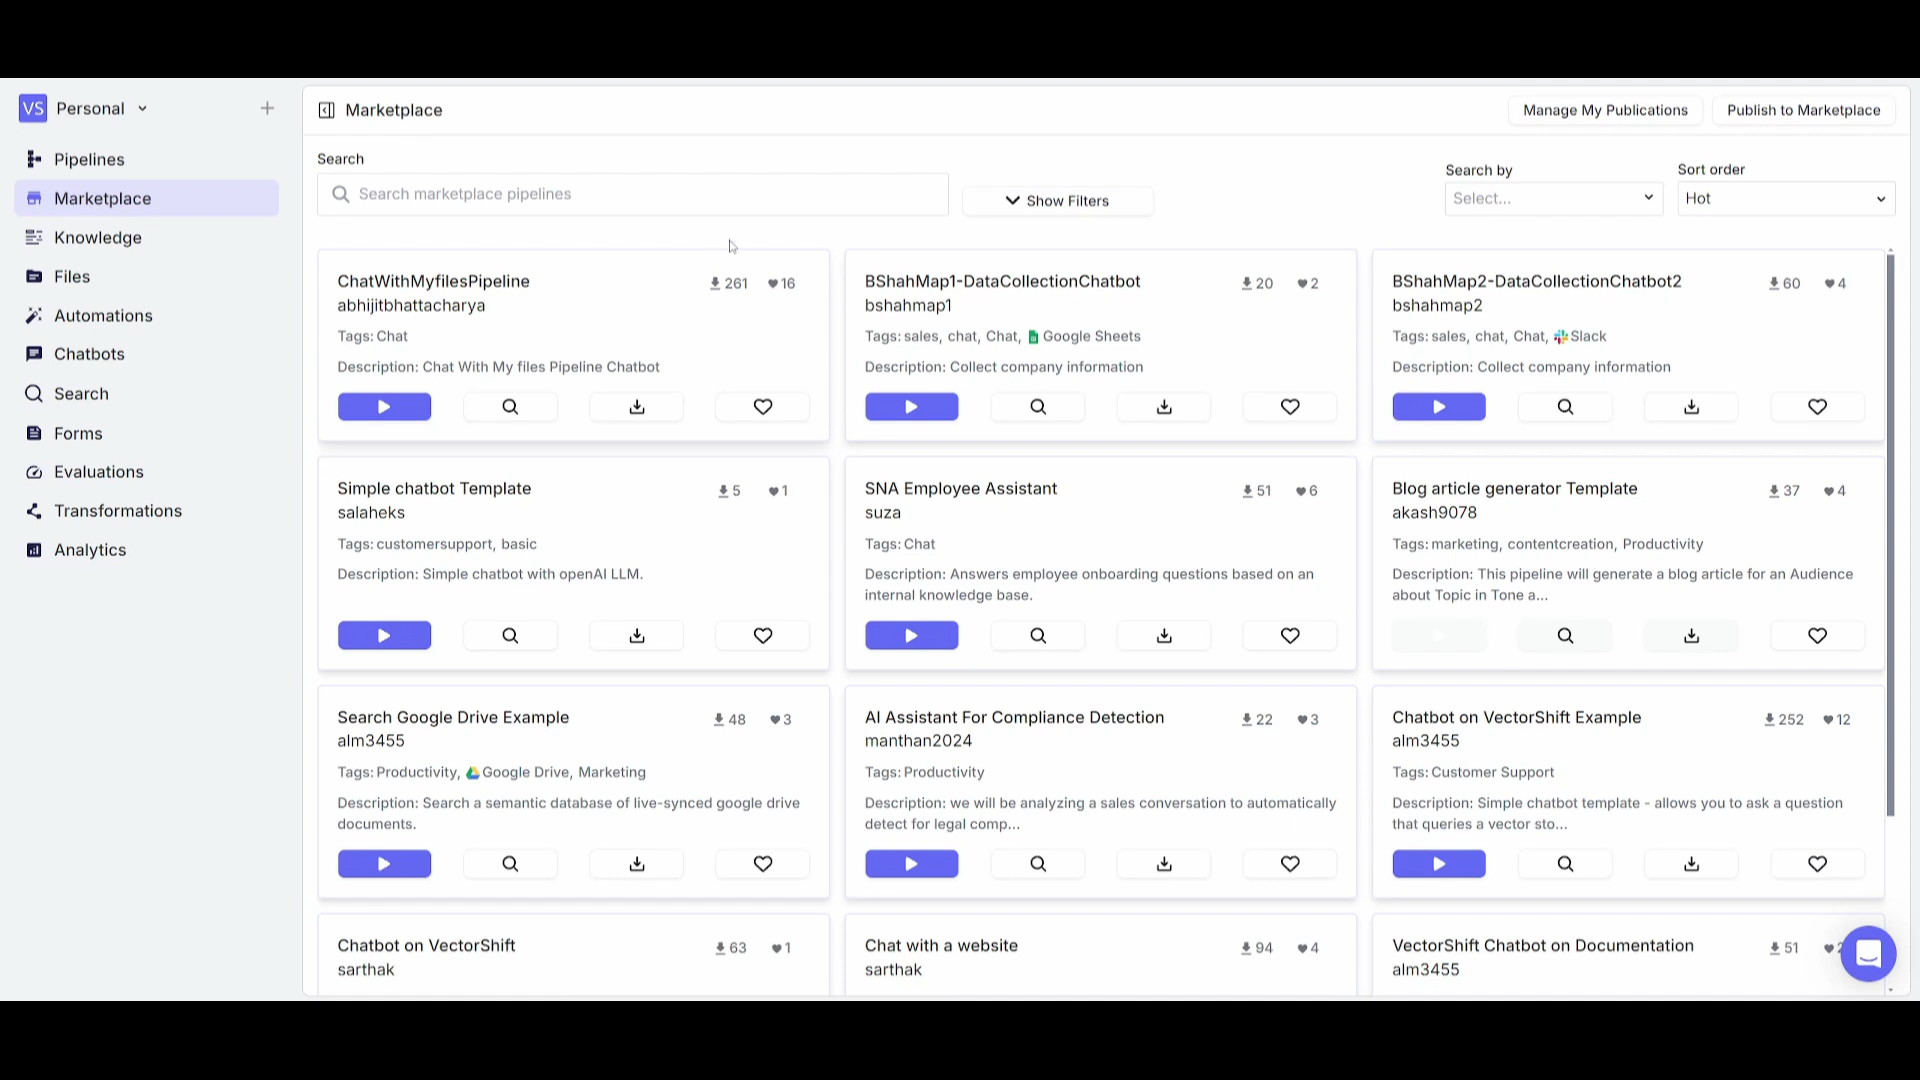 VS Personal
Pipelines
Marketplace
Knowledge
Files
Automations
Chatbots
Search
Forms
Evaluations
Transformations
Analytics
Marketplace
Manage My Publications
Publish to Marketplace
Search
Search marketplace pipelines
Show Filters
Search by
Select...
Sort order
Hot
ChatWithMyfilesPipeline
261 16
abhijitbhattacharya
Tags: Chat
Description: Chat With My files Pipeline Chatbot
BShahMap1-DataCollectionChatbot
20 2
bshahmap1
Tags: sales, chat, Chat, Google Sheets
Description: Collect company information
BShahMap2-DataCollectionChatbot2
60 4
bshahmap2
Tags: sales, chat, Chat, Slack
Description: Collect company information
Simple chatbot Template
5 1
salaheks
Tags: customersupport, basic
Description: Simple chatbot with openAI LLM.
SNA Employee Assistant
51 6
suza
Tags: Chat
Description: Answers employee onboarding questions based on an
internal knowledge base.
Blog article generator Template
37 4
akash9078
Tags: marketing, contentcreation, Productivity
Description: This pipeline will generate a blog article for an Audience
about Topic in Tone a...
Search Google Drive Example
48 3
alm3455
Tags: Productivity, Google Drive, Marketing
Description: Search a semantic database of live-synced google drive
documents.
AI Assistant For Compliance Detection
22 3
manthan2024
Tags: Productivity
Description: we will be analyzing a sales conversation to automatically
detect for legal comp...
Chatbot on VectorShift Example
252 12
alm3455
Tags: Customer Support
Description: Simple chatbot template - allows you to ask a question
that queries a vector sto...
Chatbot on VectorShift
63 1
sarthak
Chat with a website
94 4
sarthak
VectorShift Chatbot on Documentation
51
alm3455